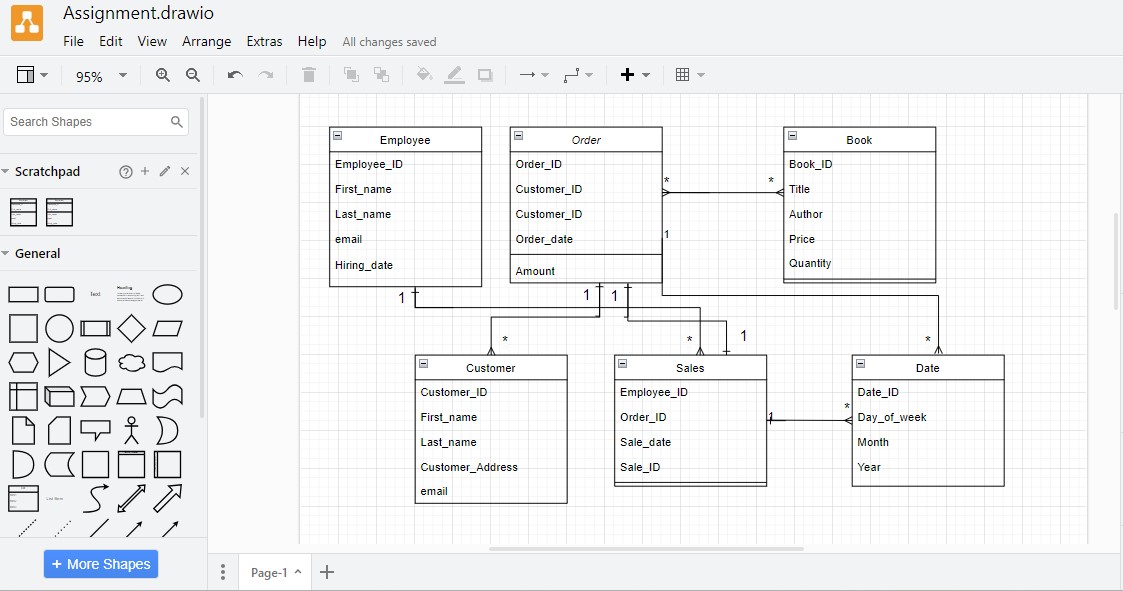 Assignment.drawio
File Edit View Arrange Extras Help All changes saved
95%
Search Shapes
Scratchpad
General
Text
Heading
+ More Shapes
Employee
Employee_ID
First_name
Last_name
email
Hiring_date
Order
Order_ID
Customer_ID
Customer_ID
Order_date
Amount
Book
Book_ID
Title
Author
Price
Quantity
* *
1
1 1 1
* * 1 *
Customer
Customer_ID
First_name
Last_name
Customer_Address
email
Sales
Employee_ID
Order_ID
Sale_date
Sale_ID
1 *
Date
Date_ID
Day_of_week
Month
Year
Page-1